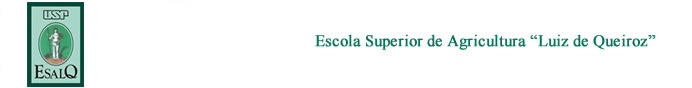 USP
ESALQ
Escola Superior de Agricultura “Luiz de Queiroz”